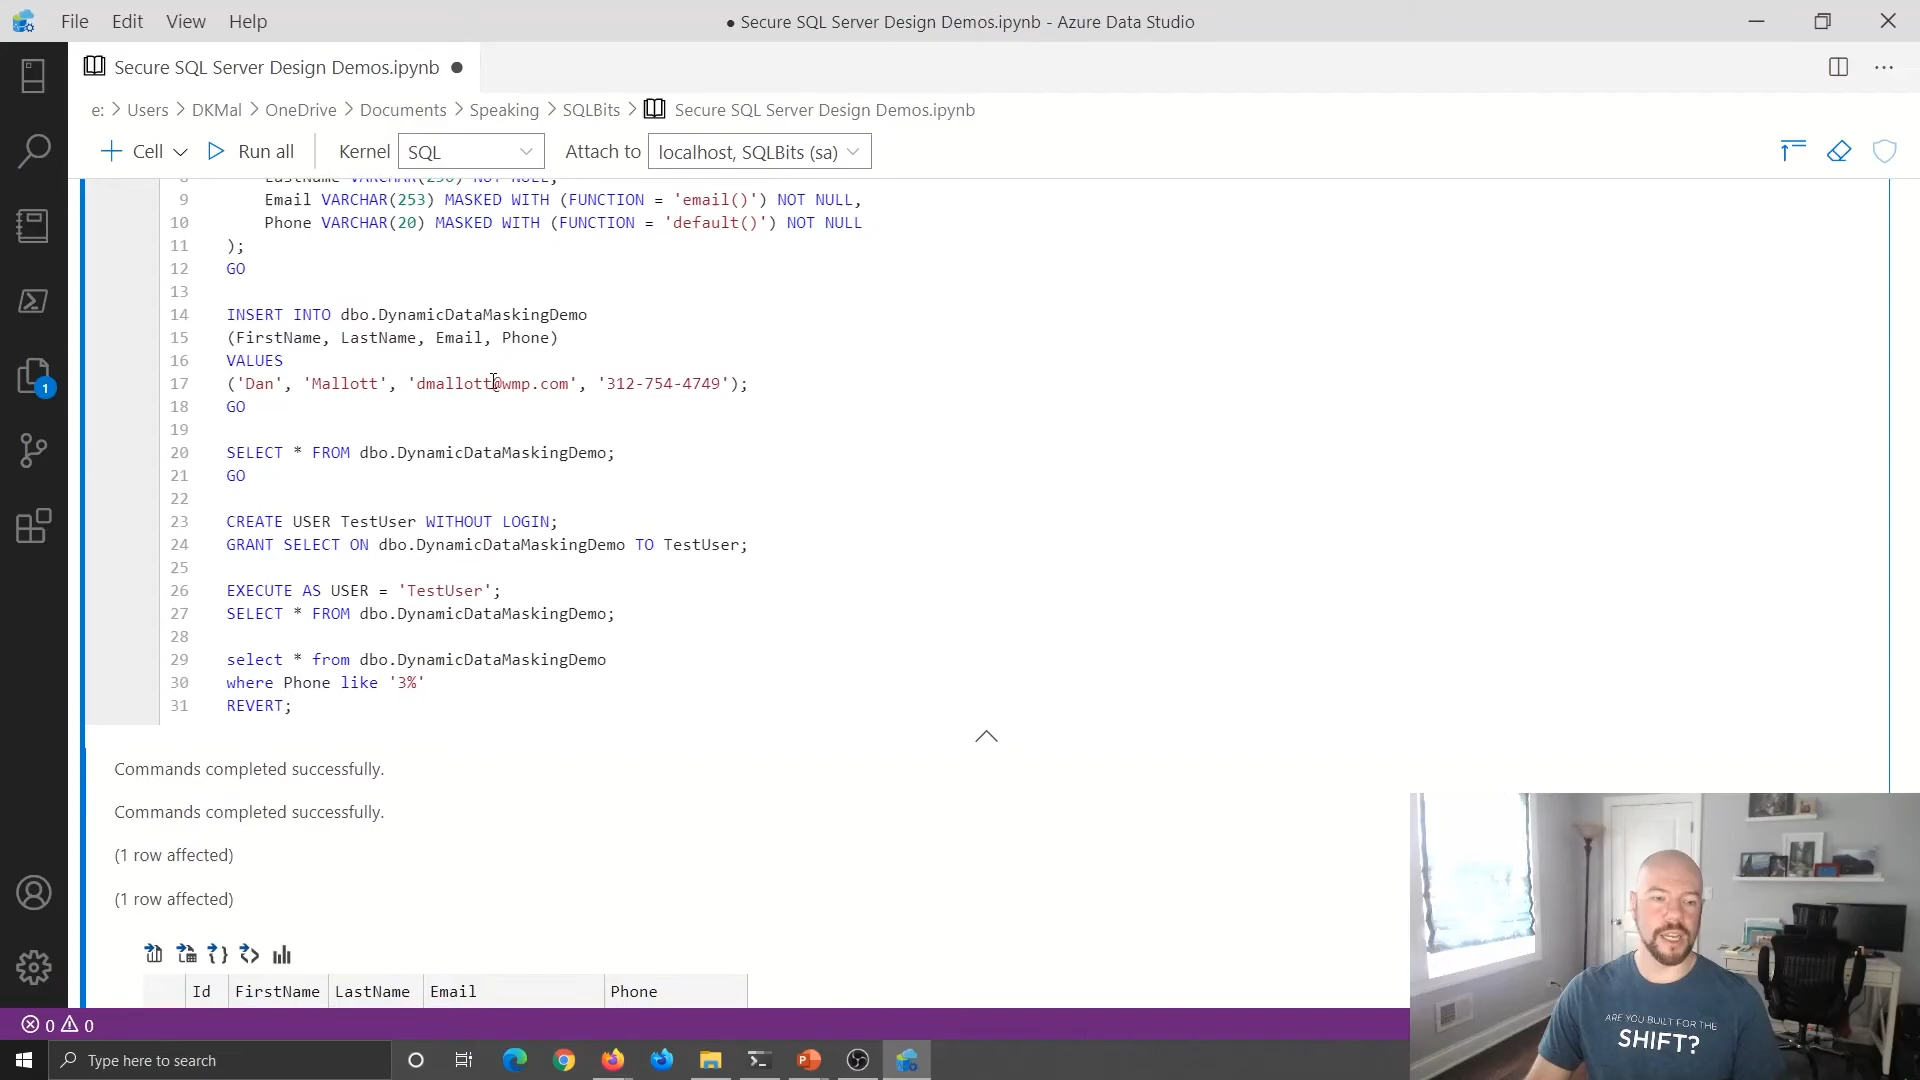 File Edit View Help
● Secure SQL Server Design Demos.ipynb - Azure Data Studio
Secure SQL Server Design Demos.ipynb ●
e: > Users > DKMal > OneDrive > Documents > Speaking > SQLBits > Secure SQL Server Design Demos.ipynb
Cell Run all Kernel SQL Attach to localhost, SQLBits (sa)
8 LastName VARCHAR(250) NOT NULL,
9 Email VARCHAR(253) MASKED WITH (FUNCTION = 'email()') NOT NULL,
10 Phone VARCHAR(20) MASKED WITH (FUNCTION = 'default()') NOT NULL
11 );
12 GO
13
14 INSERT INTO dbo.DynamicDataMaskingDemo
15 (FirstName, LastName, Email, Phone)
16 VALUES
17 ('Dan', 'Mallott', 'dmallott@wmp.com', '312-754-4749');
18 GO
19
20 SELECT * FROM dbo.DynamicDataMaskingDemo;
21 GO
22
23 CREATE USER TestUser WITHOUT LOGIN;
24 GRANT SELECT ON dbo.DynamicDataMaskingDemo TO TestUser;
25
26 EXECUTE AS USER = 'TestUser';
27 SELECT * FROM dbo.DynamicDataMaskingDemo;
28
29 select * from dbo.DynamicDataMaskingDemo
30 where Phone like '3%'
31 REVERT;
1
Commands completed successfully.
Commands completed successfully.
(1 row affected)
(1 row affected)
Id FirstName LastName Email Phone
0 0
Type here to search
ARE YOU BUILT FOR THE
SHIFT?